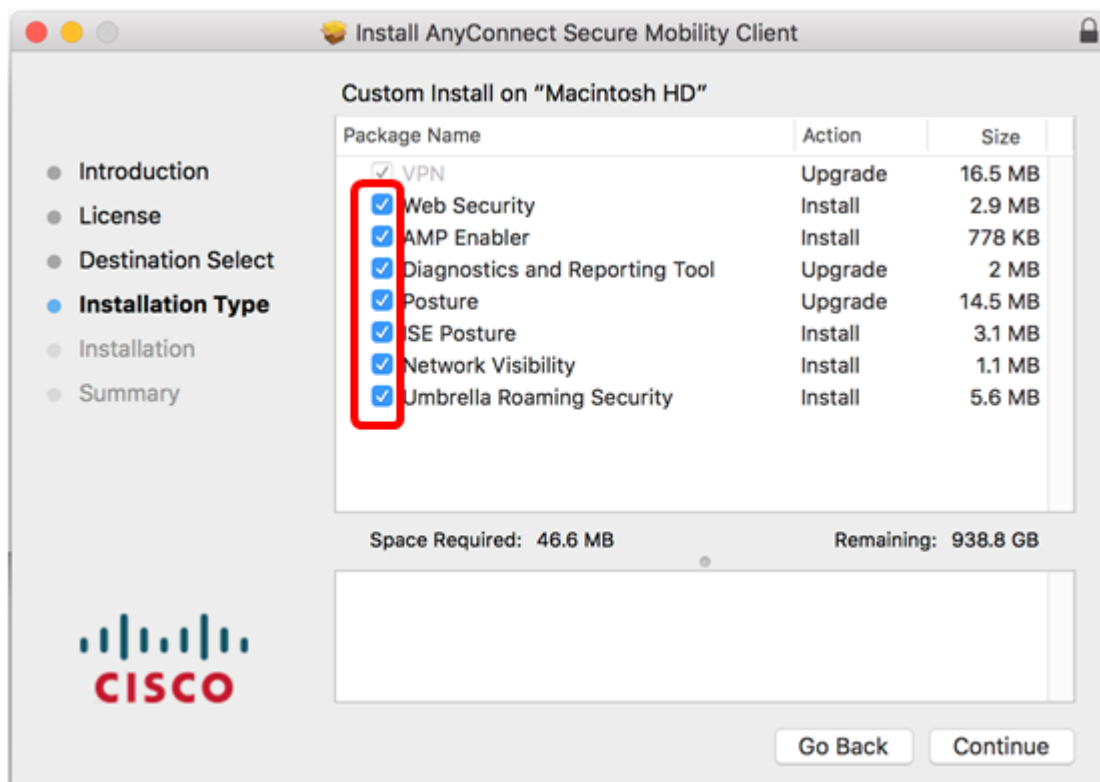 Install AnyConnect Secure Mobility Client
Custom Install on “Macintosh HD”
Package Name Action Size
VPN Upgrade 16.5 MB
Web Security Install 2.9 MB
AMP Enabler Install 778 KB
Diagnostics and Reporting Tool Upgrade 2 MB
Posture Upgrade 14.5 MB
ISE Posture Install 3.1 MB
Network Visibility Install 1.1 MB
Umbrella Roaming Security Install 5.6 MB
Introduction
License
Destination Select
Installation Type
Installation
Summary
Space Required: 46.6 MB Remaining: 938.8 GB
CISCO
Go Back Continue